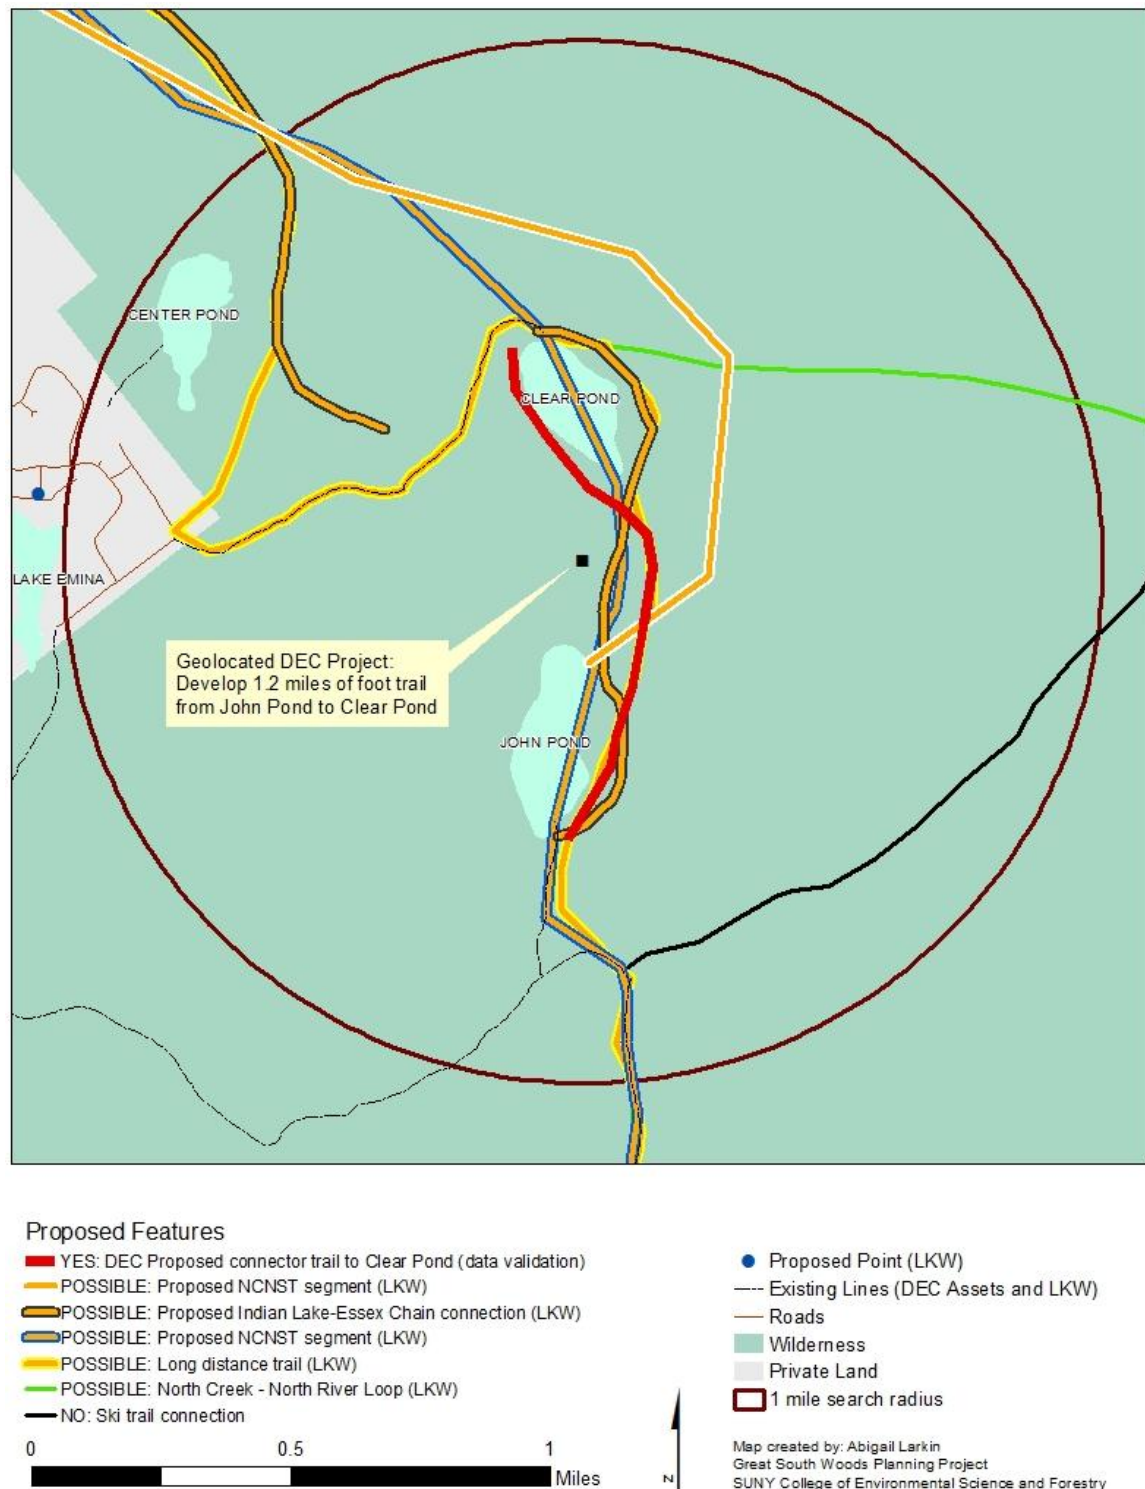 CENTER POND
CLEAR POND
LAKE EMINA
Geolocated DEC Project:
Develop 1.2 miles of foot trail
from John Pond to Clear Pond
JOHN POND
Proposed Features
YES: DEC Proposed connector trail to Clear Pond (data validation)
POSSIBLE: Proposed NCNST segment (LKW)
POSSIBLE: Proposed Indian Lake-Essex Chain connection (LKW)
POSSIBLE: Proposed NCNST segment (LKW)
POSSIBLE: Long distance trail (LKW)
POSSIBLE: North Creek - North River Loop (LKW)
NO: Ski trail connection
0 0.5 1
Miles
Proposed Point (LKW)
Existing Lines (DEC Assets and LKW)
Roads
Wilderness
Private Land
1 mile search radius
N
Map created by: Abigail Larkin
Great South Woods Planning Project
SUNY College of Environmental Science and Forestry